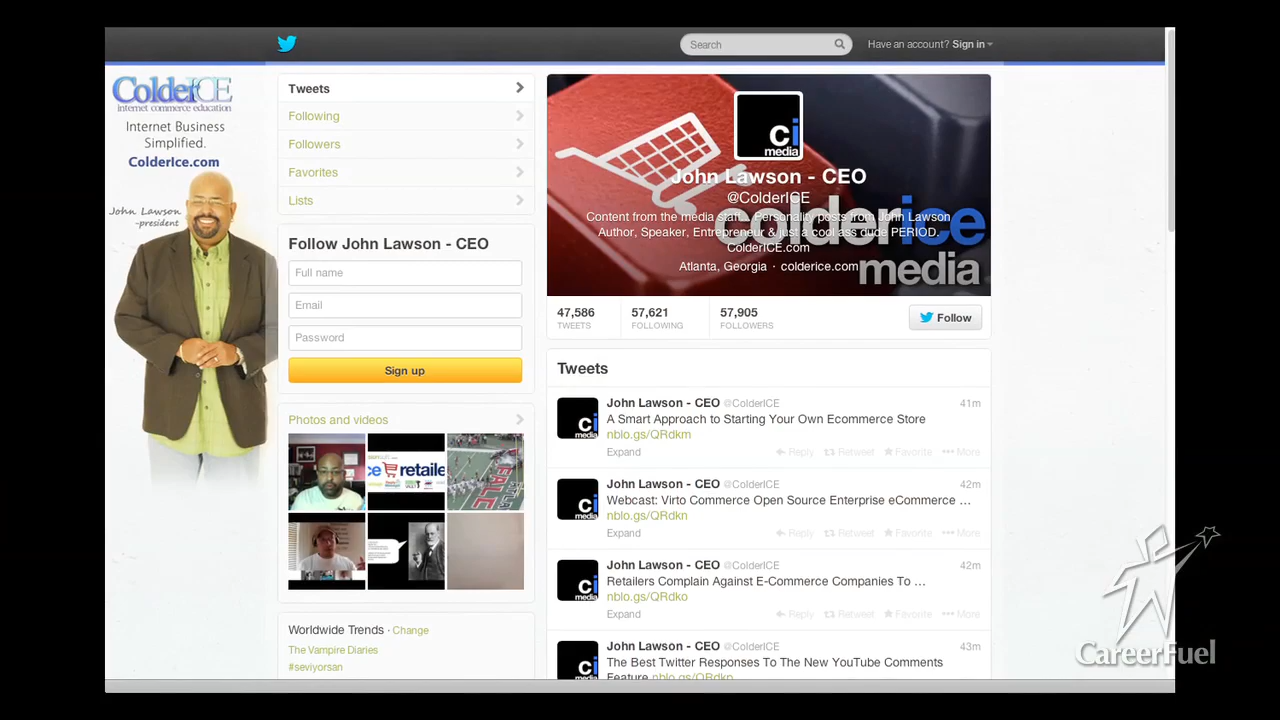 Search
Have an account? Sign in
ColderICE
internet commerce education
Internet Business
Simplified.
ColderIce.com
John Lawson
-president
Tweets
Following
Followers
Favorites
Lists
Follow John Lawson - CEO
Full name
Email
Password
Sign up
Photos and videos
Worldwide Trends · Change
The Vampire Diaries
#seviyorsan
ci
media
John Lawson - CEO
@ColderICE
Content from the media staff. Personality posts from John Lawson
Author, Speaker, Entrepreneur & just a cool ass dude PERIOD.
ColderICE.com
Atlanta, Georgia · colderice.com
colderice
media
47,586
TWEETS
57,621
FOLLOWING
57,905
FOLLOWERS
Follow
Tweets
John Lawson - CEO @ColderICE 41m
A Smart Approach to Starting Your Own Ecommerce Store
nblo.gs/QRdkm
Expand
Reply Retweet Favorite More
John Lawson - CEO @ColderICE 42m
Webcast: Virto Commerce Open Source Enterprise eCommerce ...
nblo.gs/QRdkn
Expand
Reply Retweet Favorite More
John Lawson - CEO @ColderICE 42m
Retailers Complain Against E-Commerce Companies To ...
nblo.gs/QRdko
Expand
Reply Retweet Favorite More
John Lawson - CEO @ColderICE 43m
The Best Twitter Responses To The New YouTube Comments
Feature nblo.gs/QRdkp
CareerFuel